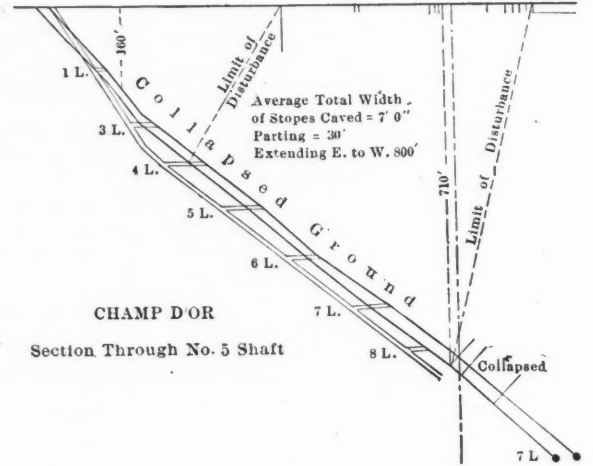 160'
Limit of
Disturbance
1 L.
Collapsed Ground
Average Total Width
of Stopes Caved = 7' 0"
Parting = 30'
Extending E. to W. 800'
3 L.
4 L.
5 L.
6 L.
7 L.
8 L.
710'
Limit of Disturbance
CHAMP D'OR
Section Through No. 5 Shaft
Collapsed
7 L